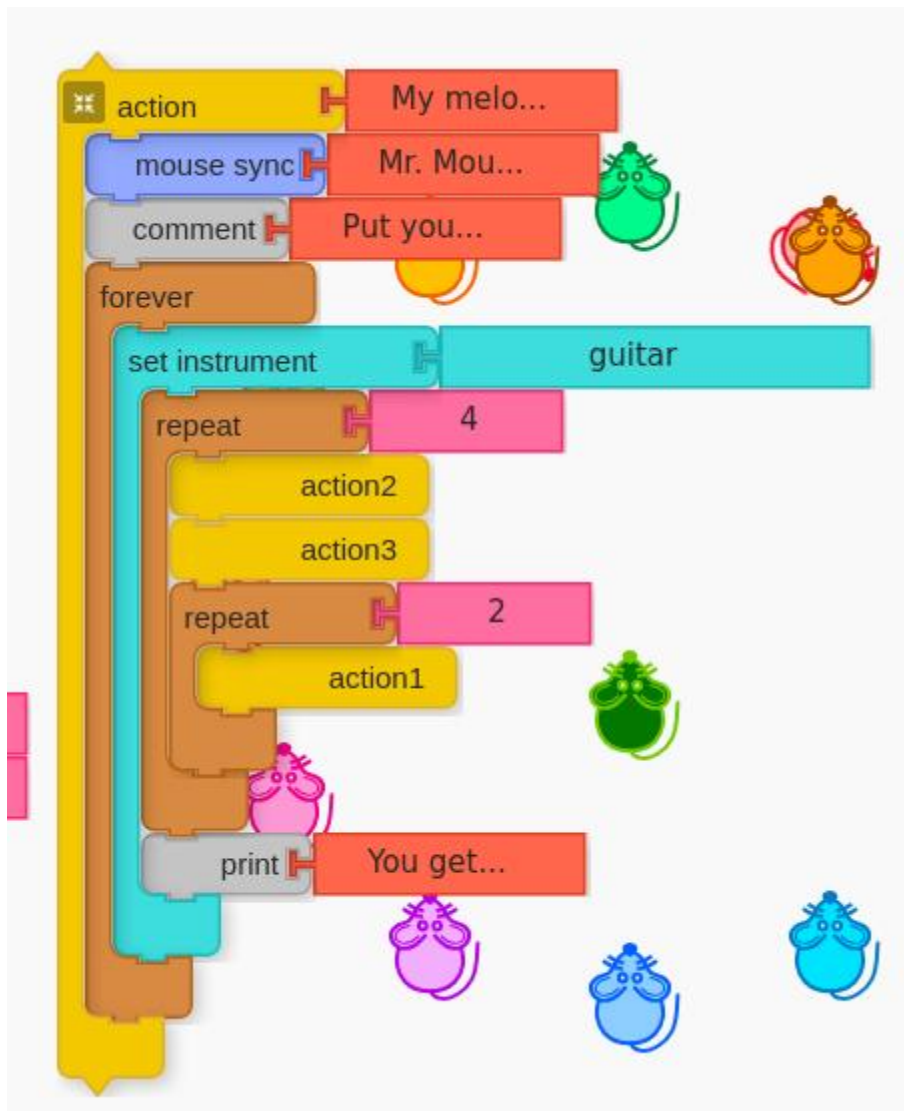 action My melo...
mouse sync Mr. Mou...
comment Put you...
forever
set instrument guitar
repeat 4
action2
action3
repeat 2
action1
print You get...